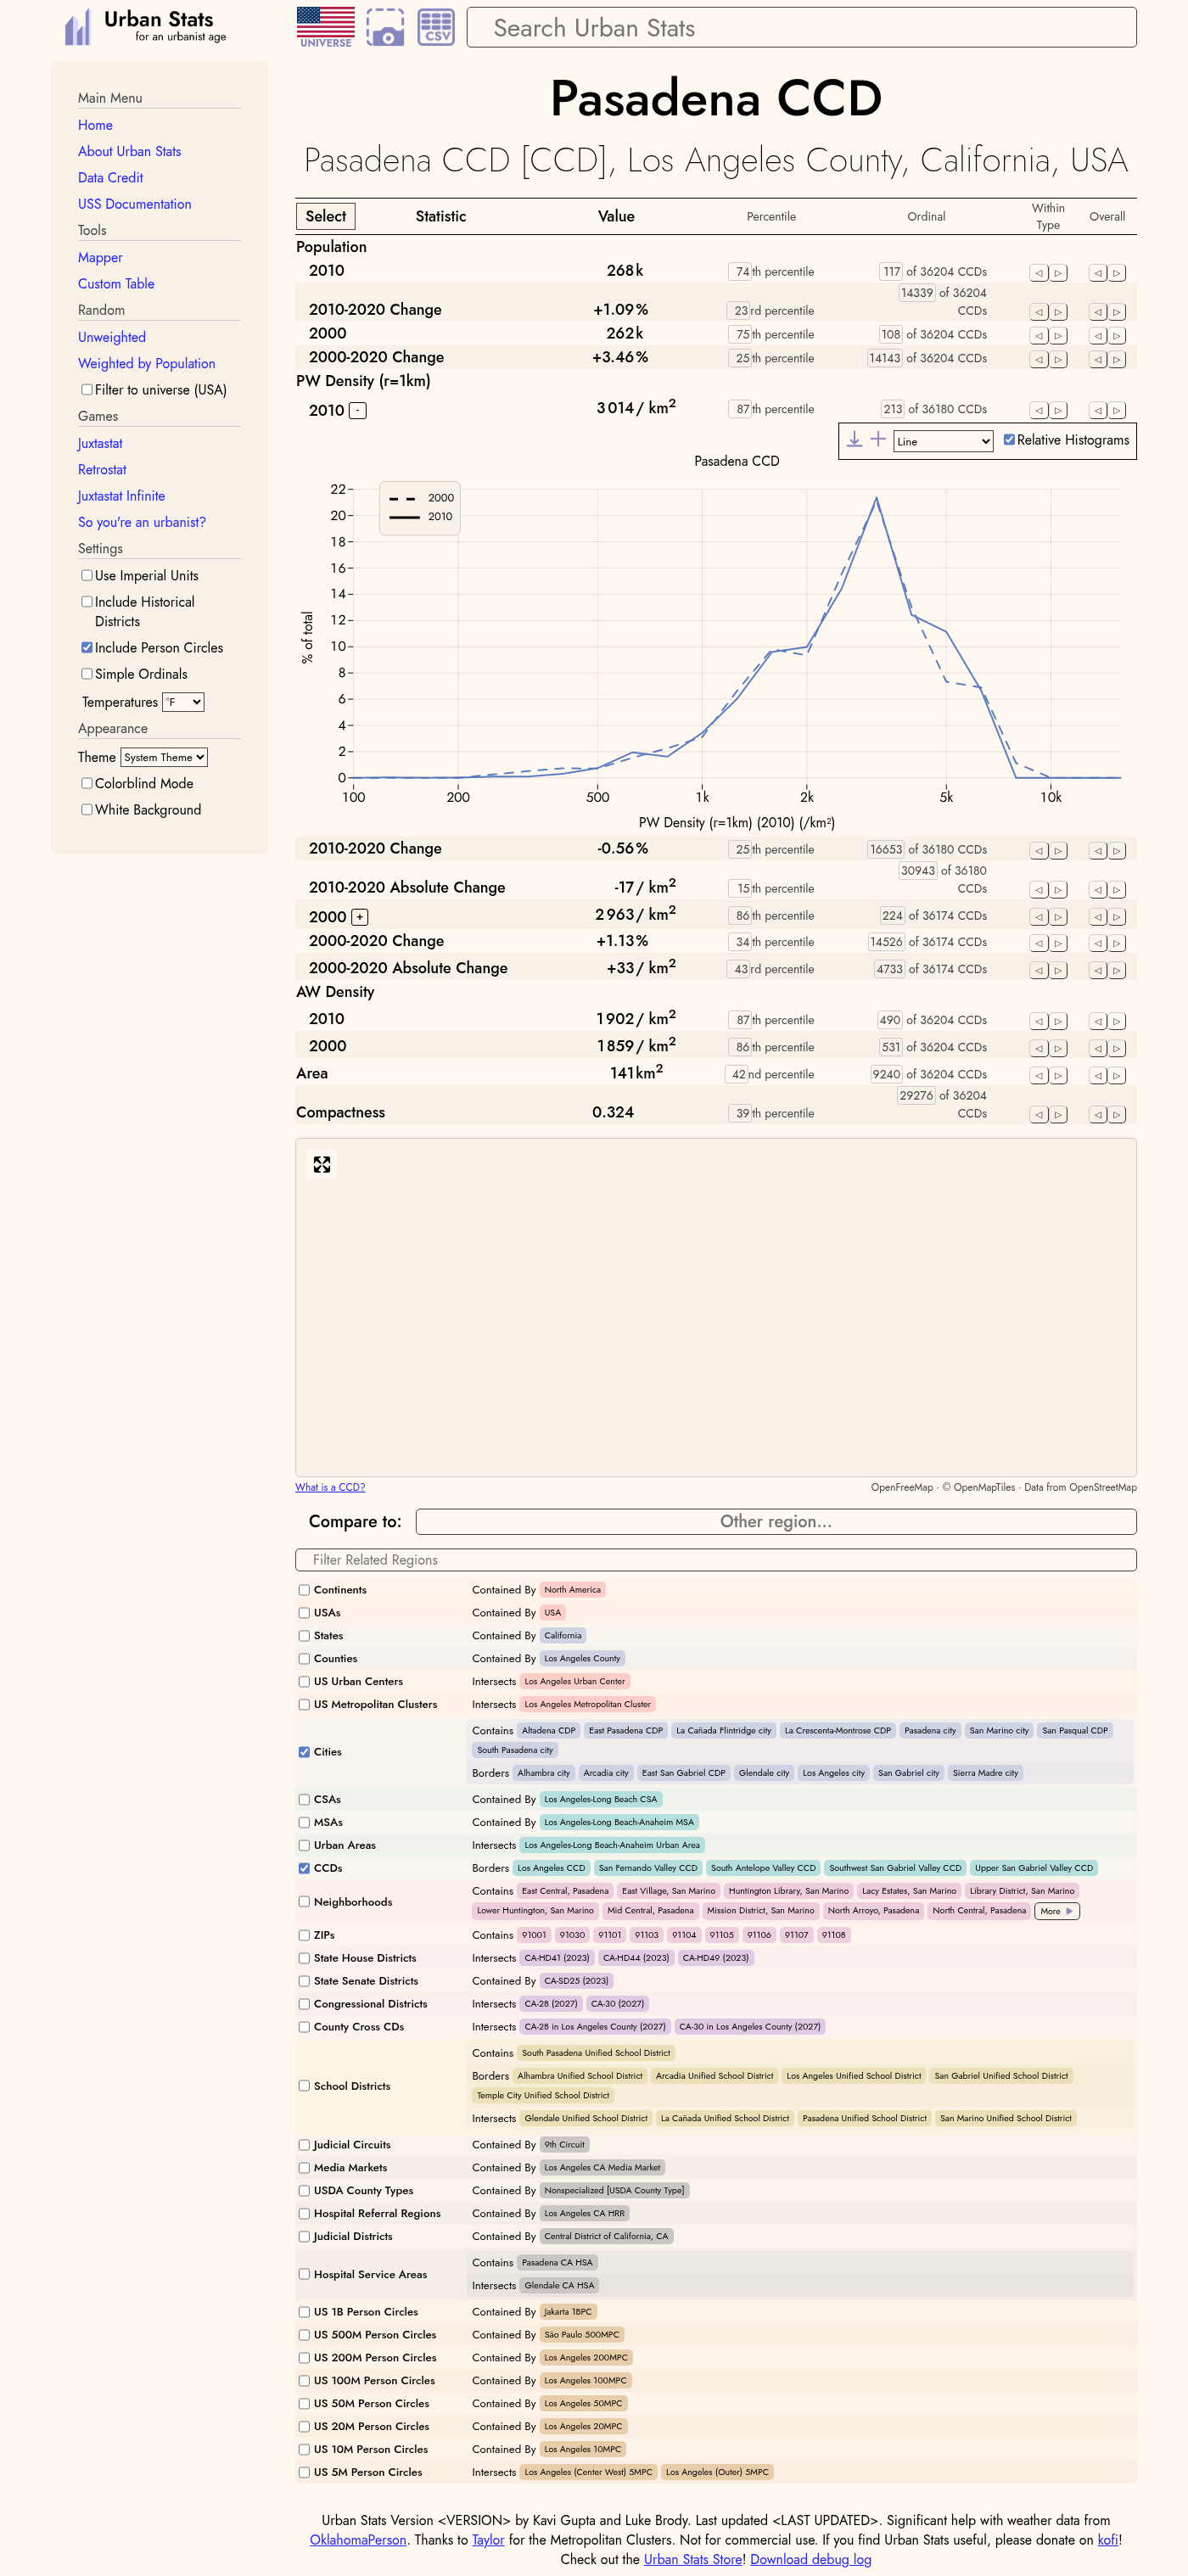 Urban Stats
for an urbanist age
UNIVERSE
CSV
Search Urban Stats
Main Menu
Home
About Urban Stats
Data Credit
USS Documentation
Tools
Mapper
Custom Table
Random
Unweighted
Weighted by Population
Filter to universe (USA)
Games
Juxtastat
Retrostat
Juxtastat Infinite
So you're an urbanist?
Settings
Use Imperial Units
Include Historical
Districts
Include Person Circles
Simple Ordinals
Temperatures °F
Appearance
Theme System Theme
Colorblind Mode
White Background
Pasadena CCD
Pasadena CCD [CCD], Los Angeles County, California, USA
Select Statistic Value Percentile Ordinal Within Type Overall
Population
2010 268k 74th percentile 117 of 36204 CCDs
2010-2020 Change +1.09% 23rd percentile 14339 of 36204 CCDs
2000 262k 75th percentile 108 of 36204 CCDs
2000-2020 Change +3.46% 25th percentile 14143 of 36204 CCDs
PW Density (r=1km)
2010 - 3 014/ km² 87th percentile 213 of 36180 CCDs
Line Relative Histograms
Pasadena CCD
2000
2010
22
20
18
16
14
12
10
8
6
4
2
0
% of total
100 200 500 1k 2k 5k 10k
PW Density (r=1km) (2010) (/km²)
2010-2020 Change -0.56% 25th percentile 16653 of 36180 CCDs
2010-2020 Absolute Change -17/ km² 15th percentile 30943 of 36180 CCDs
2000 + 2 963/ km² 86th percentile 224 of 36174 CCDs
2000-2020 Change +1.13% 34th percentile 14526 of 36174 CCDs
2000-2020 Absolute Change +33/ km² 43rd percentile 4733 of 36174 CCDs
AW Density
2010 1 902/ km² 87th percentile 490 of 36204 CCDs
2000 1 859/ km² 86th percentile 531 of 36204 CCDs
Area 141km² 42nd percentile 9240 of 36204 CCDs
Compactness 0.324 39th percentile 29276 of 36204 CCDs
What is a CCD? OpenFreeMap · © OpenMapTiles · Data from OpenStreetMap
Compare to: Other region...
Filter Related Regions
Continents Contained By North America
USAs Contained By USA
States Contained By California
Counties Contained By Los Angeles County
US Urban Centers Intersects Los Angeles Urban Center
US Metropolitan Clusters Intersects Los Angeles Metropolitan Cluster
Cities Contains Altadena CDP East Pasadena CDP La Cañada Flintridge city La Crescenta-Montrose CDP Pasadena city San Marino city San Pasqual CDP
South Pasadena city
Borders Alhambra city Arcadia city East San Gabriel CDP Glendale city Los Angeles city San Gabriel city Sierra Madre city
CSAs Contained By Los Angeles-Long Beach CSA
MSAs Contained By Los Angeles-Long Beach-Anaheim MSA
Urban Areas Intersects Los Angeles-Long Beach-Anaheim Urban Area
CCDs Borders Los Angeles CCD San Fernando Valley CCD South Antelope Valley CCD Southwest San Gabriel Valley CCD Upper San Gabriel Valley CCD
Neighborhoods Contains East Central, Pasadena East Village, San Marino Huntington Library, San Marino Lacy Estates, San Marino Library District, San Marino
Lower Huntington, San Marino Mid Central, Pasadena Mission District, San Marino North Arroyo, Pasadena North Central, Pasadena More
ZIPs Contains 91001 91030 91101 91103 91104 91105 91106 91107 91108
State House Districts Intersects CA-HD41 (2023) CA-HD44 (2023) CA-HD49 (2023)
State Senate Districts Contained By CA-SD25 (2023)
Congressional Districts Intersects CA-28 (2027) CA-30 (2027)
County Cross CDs Intersects CA-28 in Los Angeles County (2027) CA-30 in Los Angeles County (2027)
School Districts Contains South Pasadena Unified School District
Borders Alhambra Unified School District Arcadia Unified School District Los Angeles Unified School District San Gabriel Unified School District
Temple City Unified School District
Intersects Glendale Unified School District La Cañada Unified School District Pasadena Unified School District San Marino Unified School District
Judicial Circuits Contained By 9th Circuit
Media Markets Contained By Los Angeles CA Media Market
USDA County Types Contained By Nonspecialized [USDA County Type]
Hospital Referral Regions Contained By Los Angeles CA HRR
Judicial Districts Contained By Central District of California, CA
Hospital Service Areas Contains Pasadena CA HSA
Intersects Glendale CA HSA
US 1B Person Circles Contained By Jakarta 1BPC
US 500M Person Circles Contained By São Paulo 500MPC
US 200M Person Circles Contained By Los Angeles 200MPC
US 100M Person Circles Contained By Los Angeles 100MPC
US 50M Person Circles Contained By Los Angeles 50MPC
US 20M Person Circles Contained By Los Angeles 20MPC
US 10M Person Circles Contained By Los Angeles 10MPC
US 5M Person Circles Intersects Los Angeles (Center West) 5MPC Los Angeles (Outer) 5MPC
Urban Stats Version <VERSION> by Kavi Gupta and Luke Brody. Last updated <LAST UPDATED>. Significant help with weather data from
OklahomaPerson. Thanks to Taylor for the Metropolitan Clusters. Not for commercial use. If you find Urban Stats useful, please donate on kofi!
Check out the Urban Stats Store! Download debug log